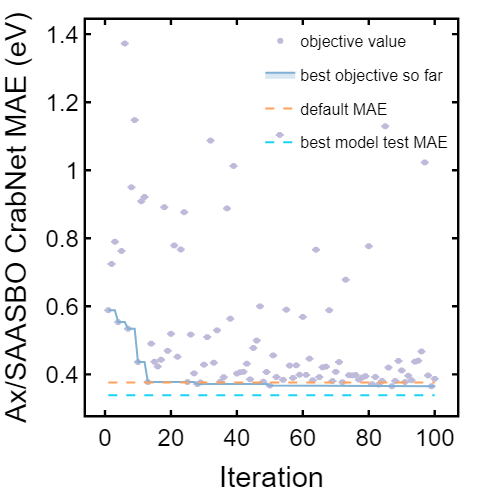 Ax/SAASBO CrabNet MAE (eV)
1.4
1.2
1
0.8
0.6
0.4
objective value
best objective so far
default MAE
best model test MAE
0
20
40
60
80
100
Iteration